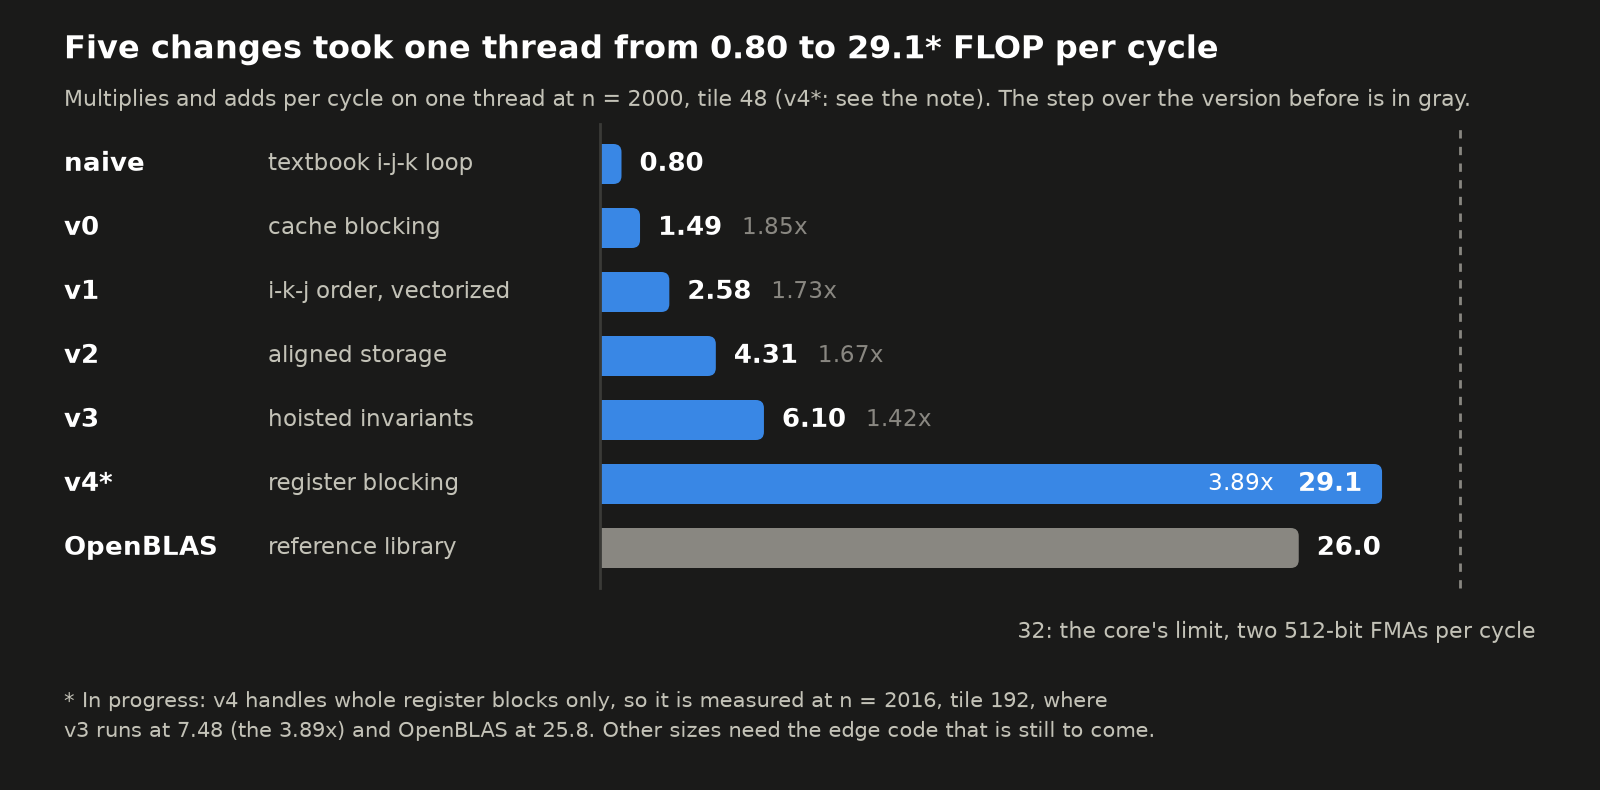 Five changes took one thread from 0.80 to 29.1* FLOP per cycle
Multiplies and adds per cycle on one thread at n = 2000, tile 48 (v4*: see the note). The step over the version before is in gray.
naive textbook i-j-k loop 0.80
v0 cache blocking 1.49 1.85x
v1 i-k-j order, vectorized 2.58 1.73x
v2 aligned storage 4.31 1.67x
v3 hoisted invariants 6.10 1.42x
v4* register blocking 3.89x 29.1
OpenBLAS reference library 26.0
32: the core's limit, two 512-bit FMAs per cycle
* In progress: v4 handles whole register blocks only, so it is measured at n = 2016, tile 192, where
v3 runs at 7.48 (the 3.89x) and OpenBLAS at 25.8. Other sizes need the edge code that is still to come.